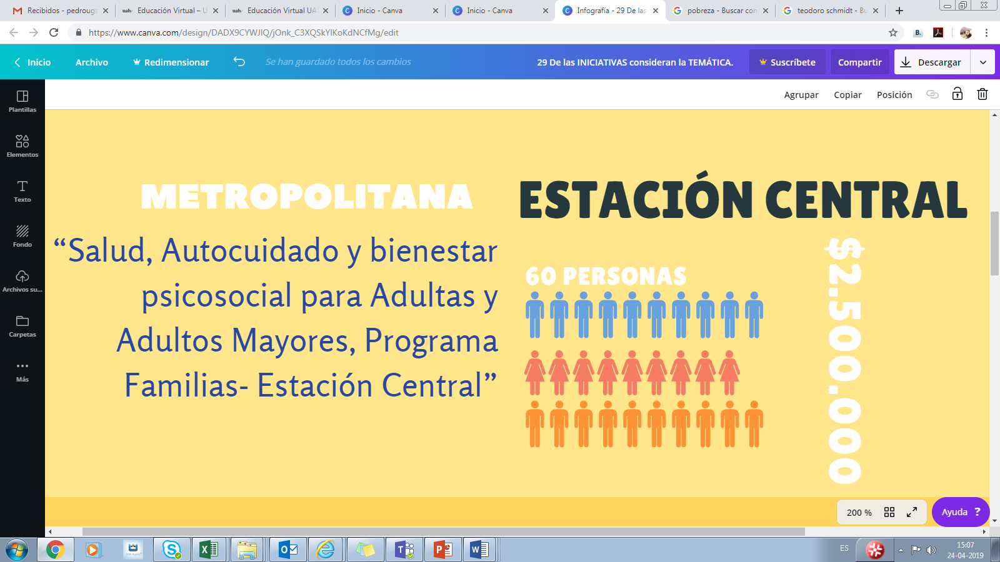 Recibidos - pedrouga
Educación Virtual – U
Educación Virtual UA
Inicio - Canva
Inicio - Canva
Infografía - 29 De las
pobreza - Buscar con
teodoro schmidt - Bu
https://www.canva.com/design/DADX9CYWJIQ/jOnk_C3XQSkYlKoKdNCfMg/edit
Inicio
Archivo
Redimensionar
Se han guardado todos los cambios
29 De las INICIATIVAS consideran la TEMÁTICA.
Suscríbete
Compartir
Descargar
Agrupar
Copiar
Posición
Plantillas
Elementos
Texto
Fondo
Archivos su...
Carpetas
Más
METROPOLITANA
“Salud, Autocuidado y bienestar
psicosocial para Adultas y
Adultos Mayores, Programa
Familias- Estación Central”
ESTACIÓN CENTRAL
60 PERSONAS
$2.500.000
200 %
Ayuda ?
ES
15:07
24-04-2019